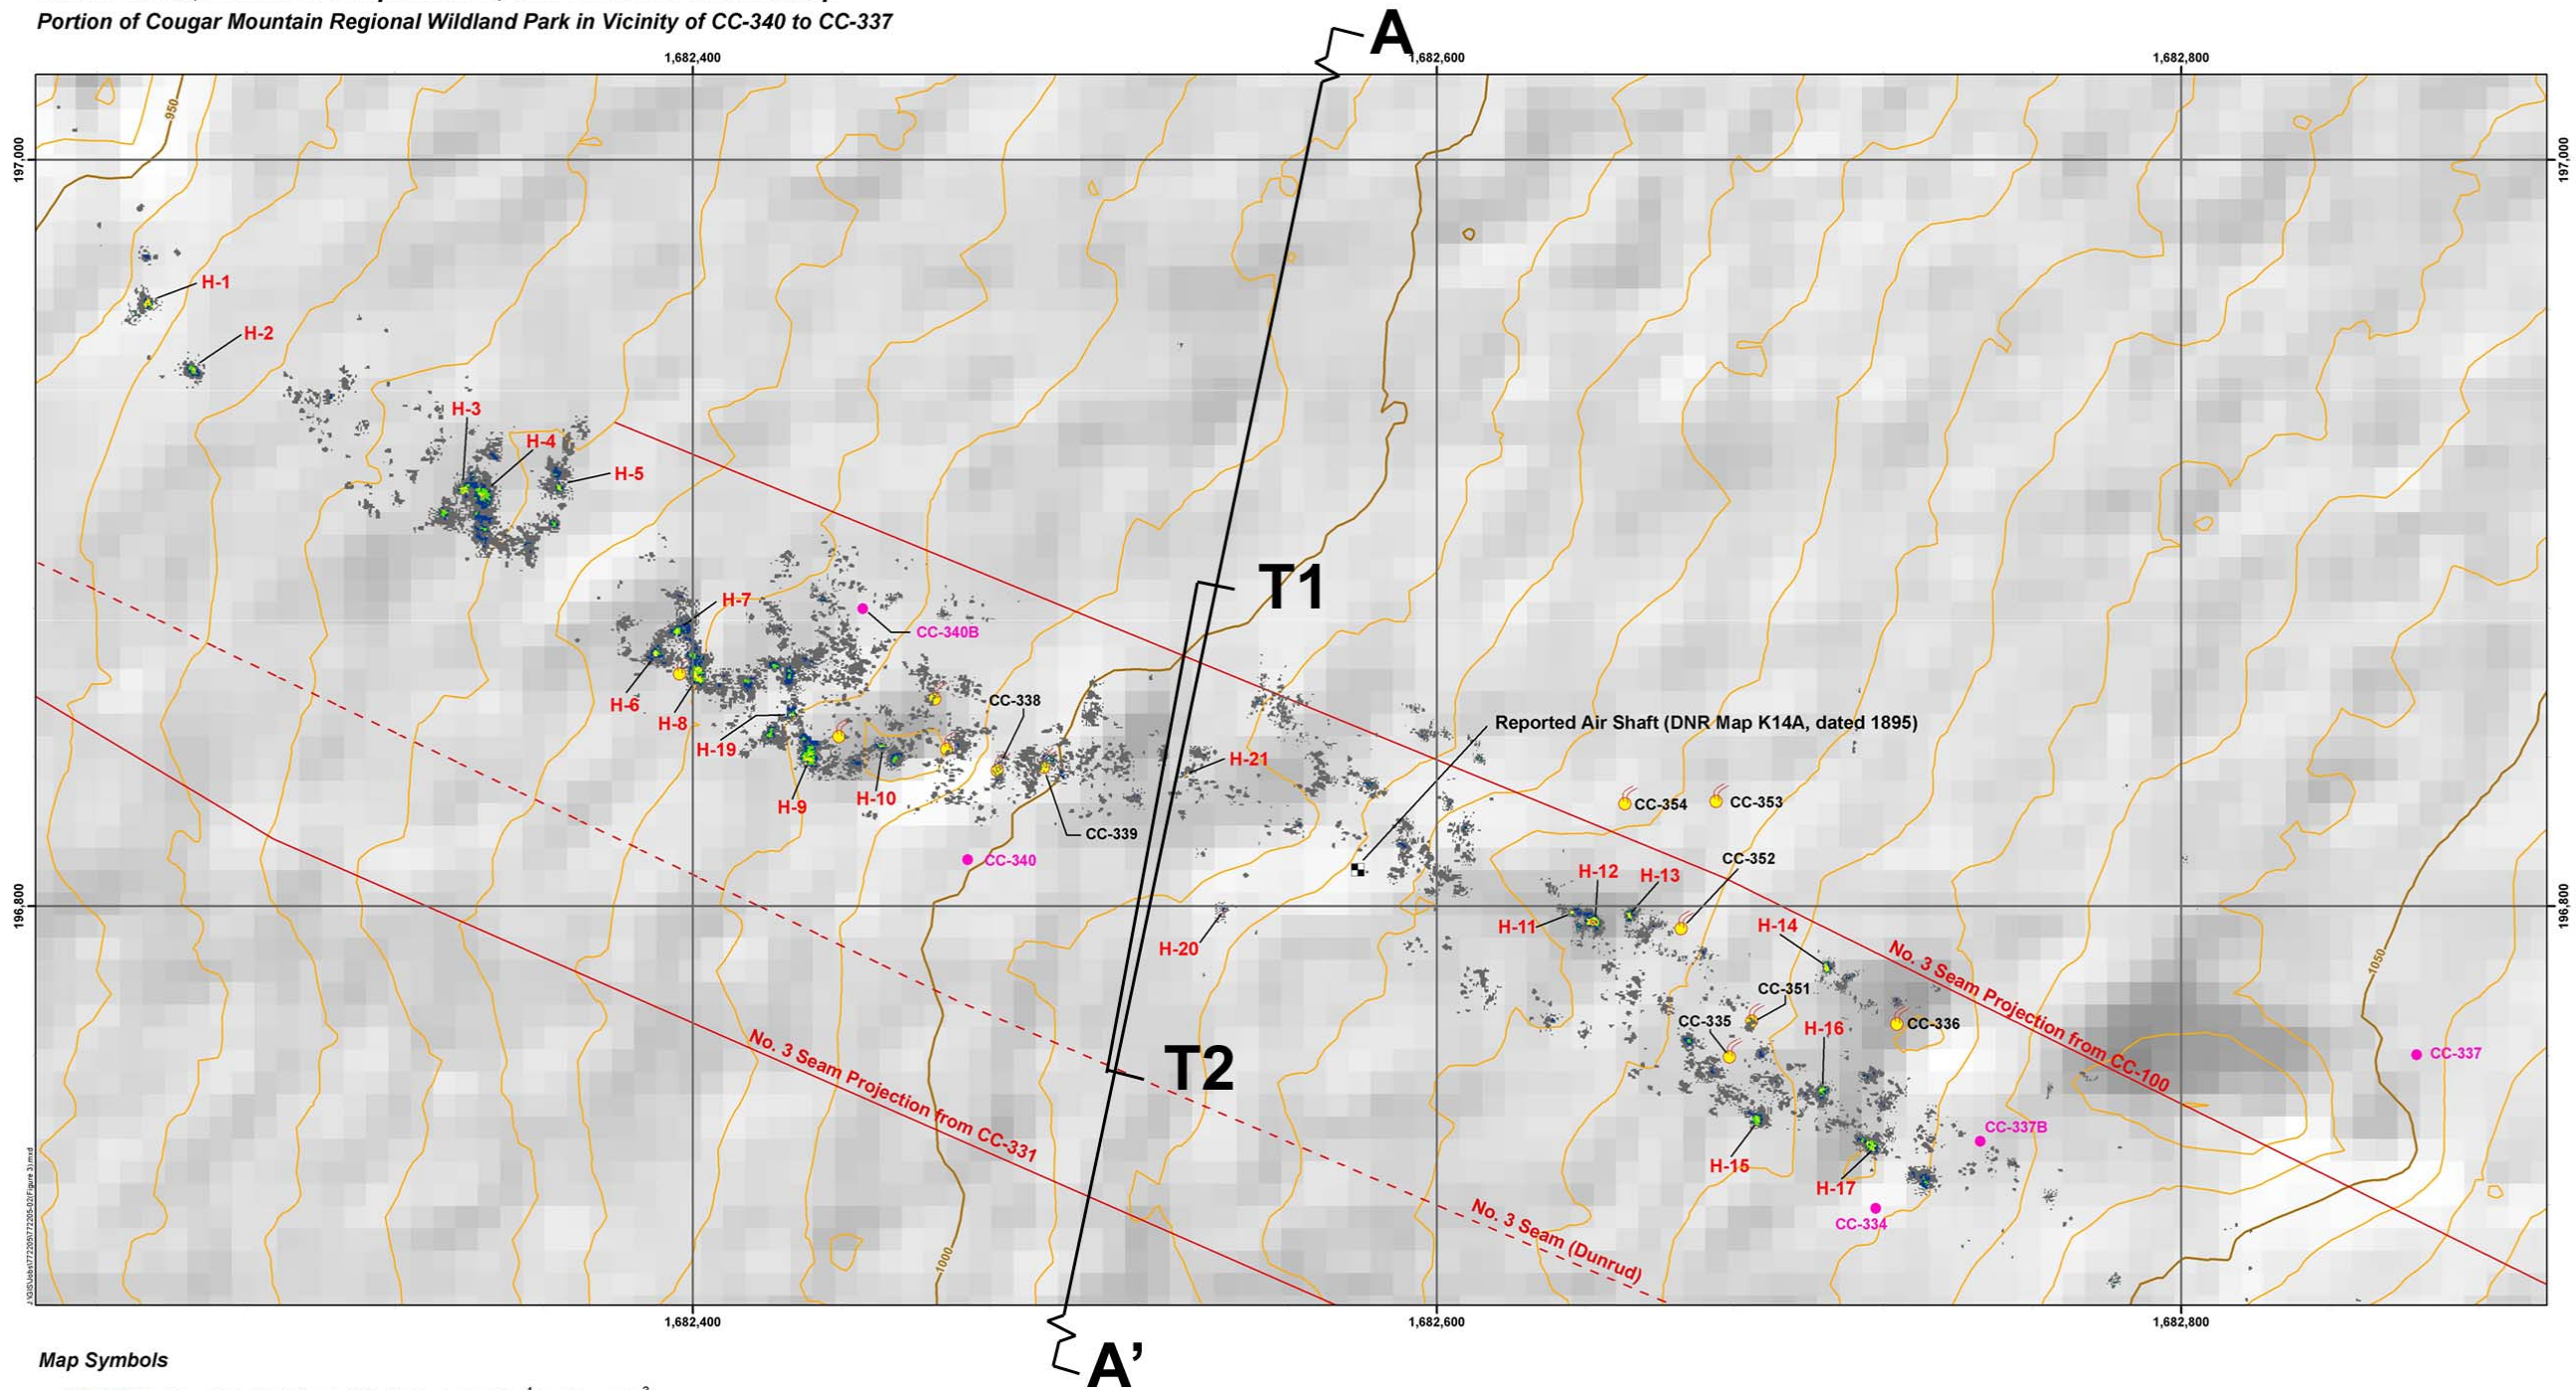 Portion of Cougar Mountain Regional Wildland Park in Vicinity of CC-340 to CC-337
A
1,682,400
1,682,600
1,682,800
950
197,000
197,000
H-1
H-2
H-3
H-4
H-5
T1
H-7
CC-340B
H-6
H-8
CC-338
H-19
Reported Air Shaft (DNR Map K14A, dated 1895)
H-21
H-9
H-10
CC-354
CC-353
CC-339
CC-340
CC-352
H-12
H-13
196,800
196,800
H-11
H-14
H-20
No. 3 Seam Projection from CC-100
1050
CC-351
CC-335
H-16
CC-336
CC-337
T2
No. 3 Seam Projection from CC-331
CC-337B
H-15
H-17
CC-334
No. 3 Seam (Dunrud)
1000
1,682,400
1,682,600
1,682,800
A’
Map Symbols